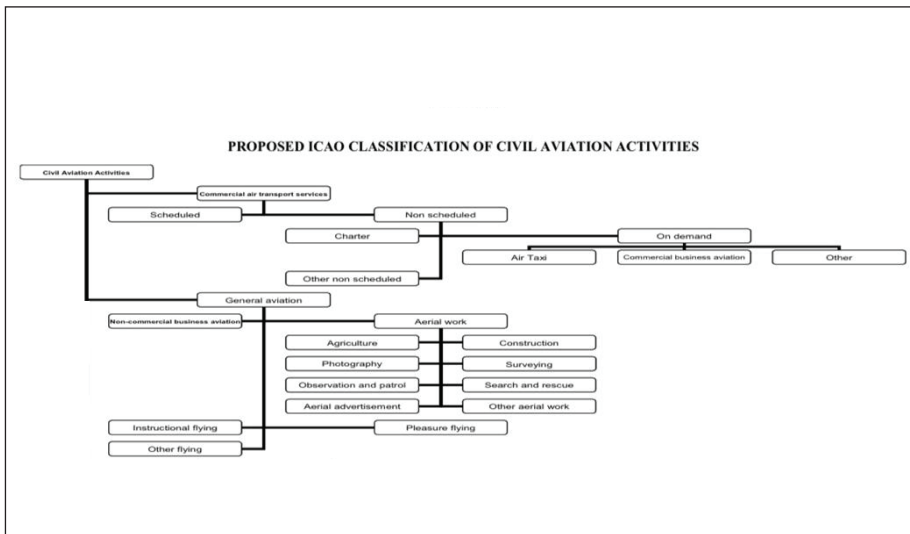 PROPOSED ICAO CLASSIFICATION OF CIVIL AVIATION ACTIVITIES
Civil Aviation Activities
Commercial air transport services
Scheduled
Non scheduled
Charter
On demand
Air Taxi
Commercial business aviation
Other
Other non scheduled
General aviation
Non-commercial business aviation
Aerial work
Agriculture
Construction
Photography
Surveying
Observation and patrol
Search and rescue
Aerial advertisement
Other aerial work
Instructional flying
Pleasure flying
Other flying